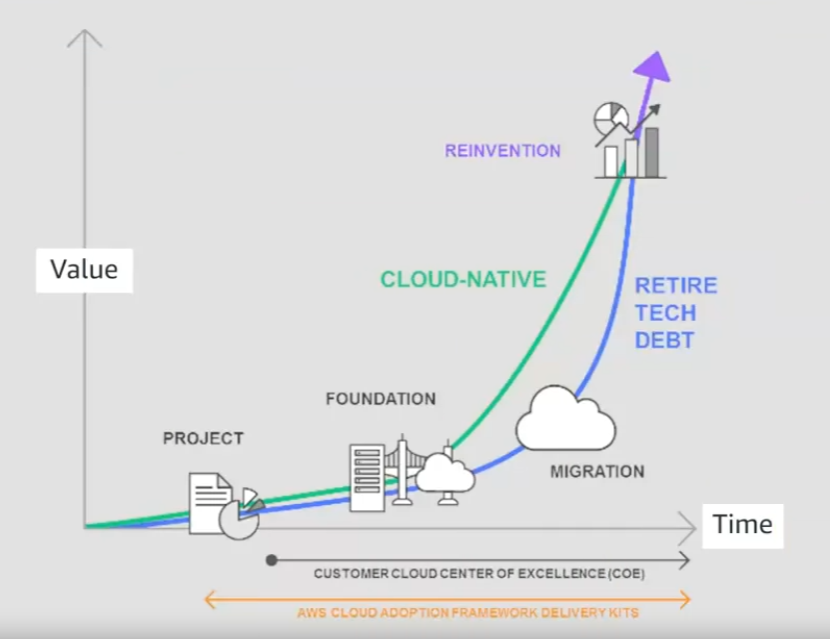 REINVENTION
Value
CLOUD-NATIVE
RETIRE
TECH
DEBT
FOUNDATION
PROJECT
MIGRATION
Time
CUSTOMER CLOUD CENTER OF EXCELLENCE (COE)
AWS CLOUD ADOPTION FRAMEWORK DELIVERY KITS